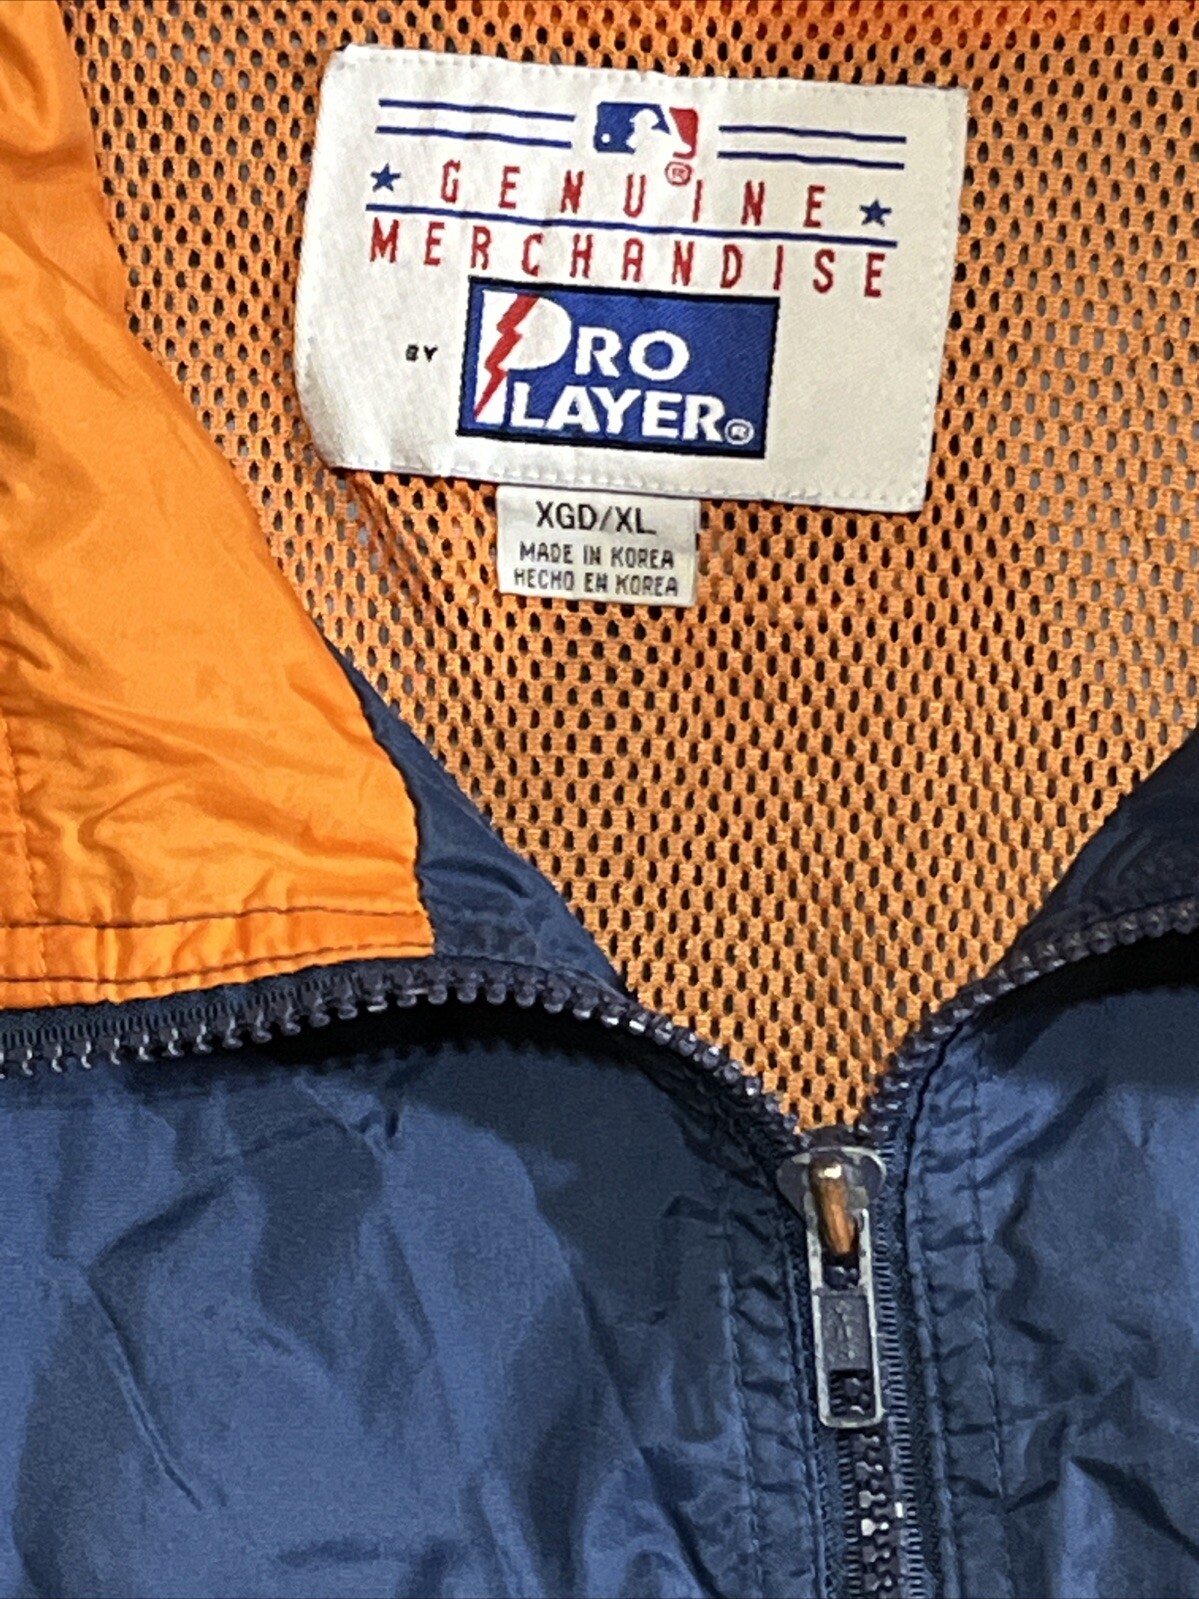 GENUINE
MERCHANDISE
BY PRO PLAYER®
XGD/XL
MADE IN KOREA
HECHO EN KOREA